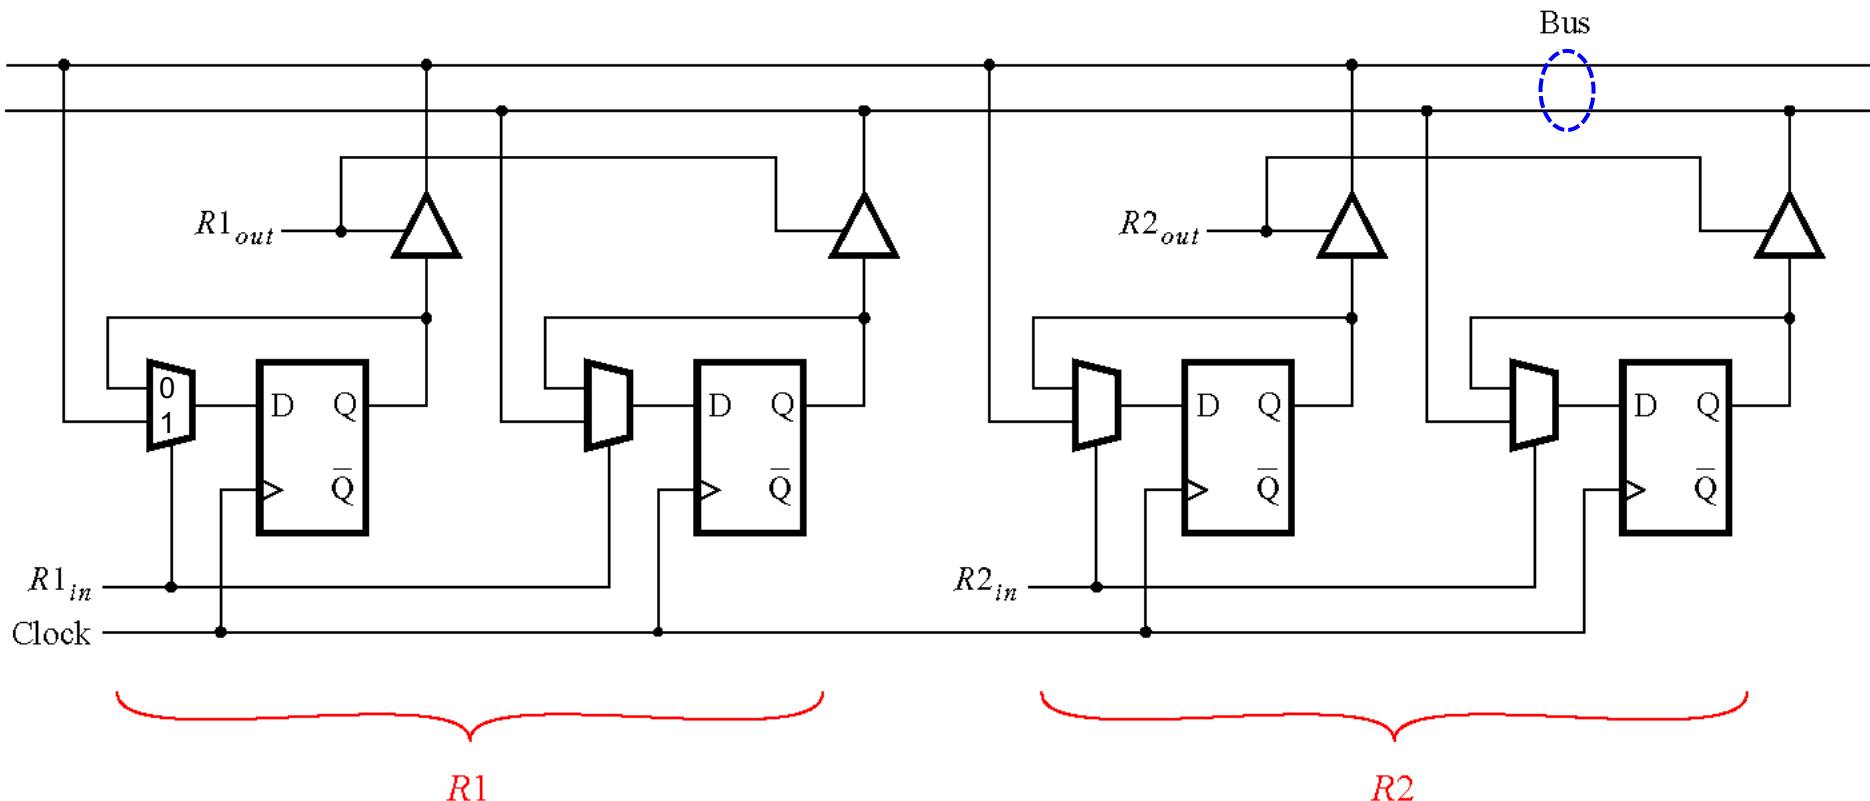 Bus
R1out
R2out
0
1
D Q
Q̅
D Q
Q̅
D Q
Q̅
D Q
Q̅
R1in
R2in
Clock
R1
R2